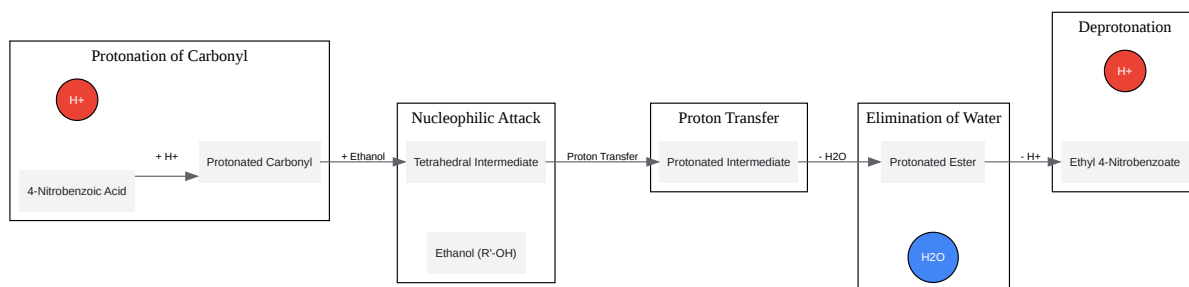 Protonation of Carbonyl
H+
4-Nitrobenzoic Acid
+ H+
Protonated Carbonyl
+ Ethanol
Nucleophilic Attack
Tetrahedral Intermediate
Ethanol (R'-OH)
Proton Transfer
Proton Transfer
Protonated Intermediate
- H2O
Elimination of Water
Protonated Ester
H2O
- H+
Deprotonation
H+
Ethyl 4-Nitrobenzoate